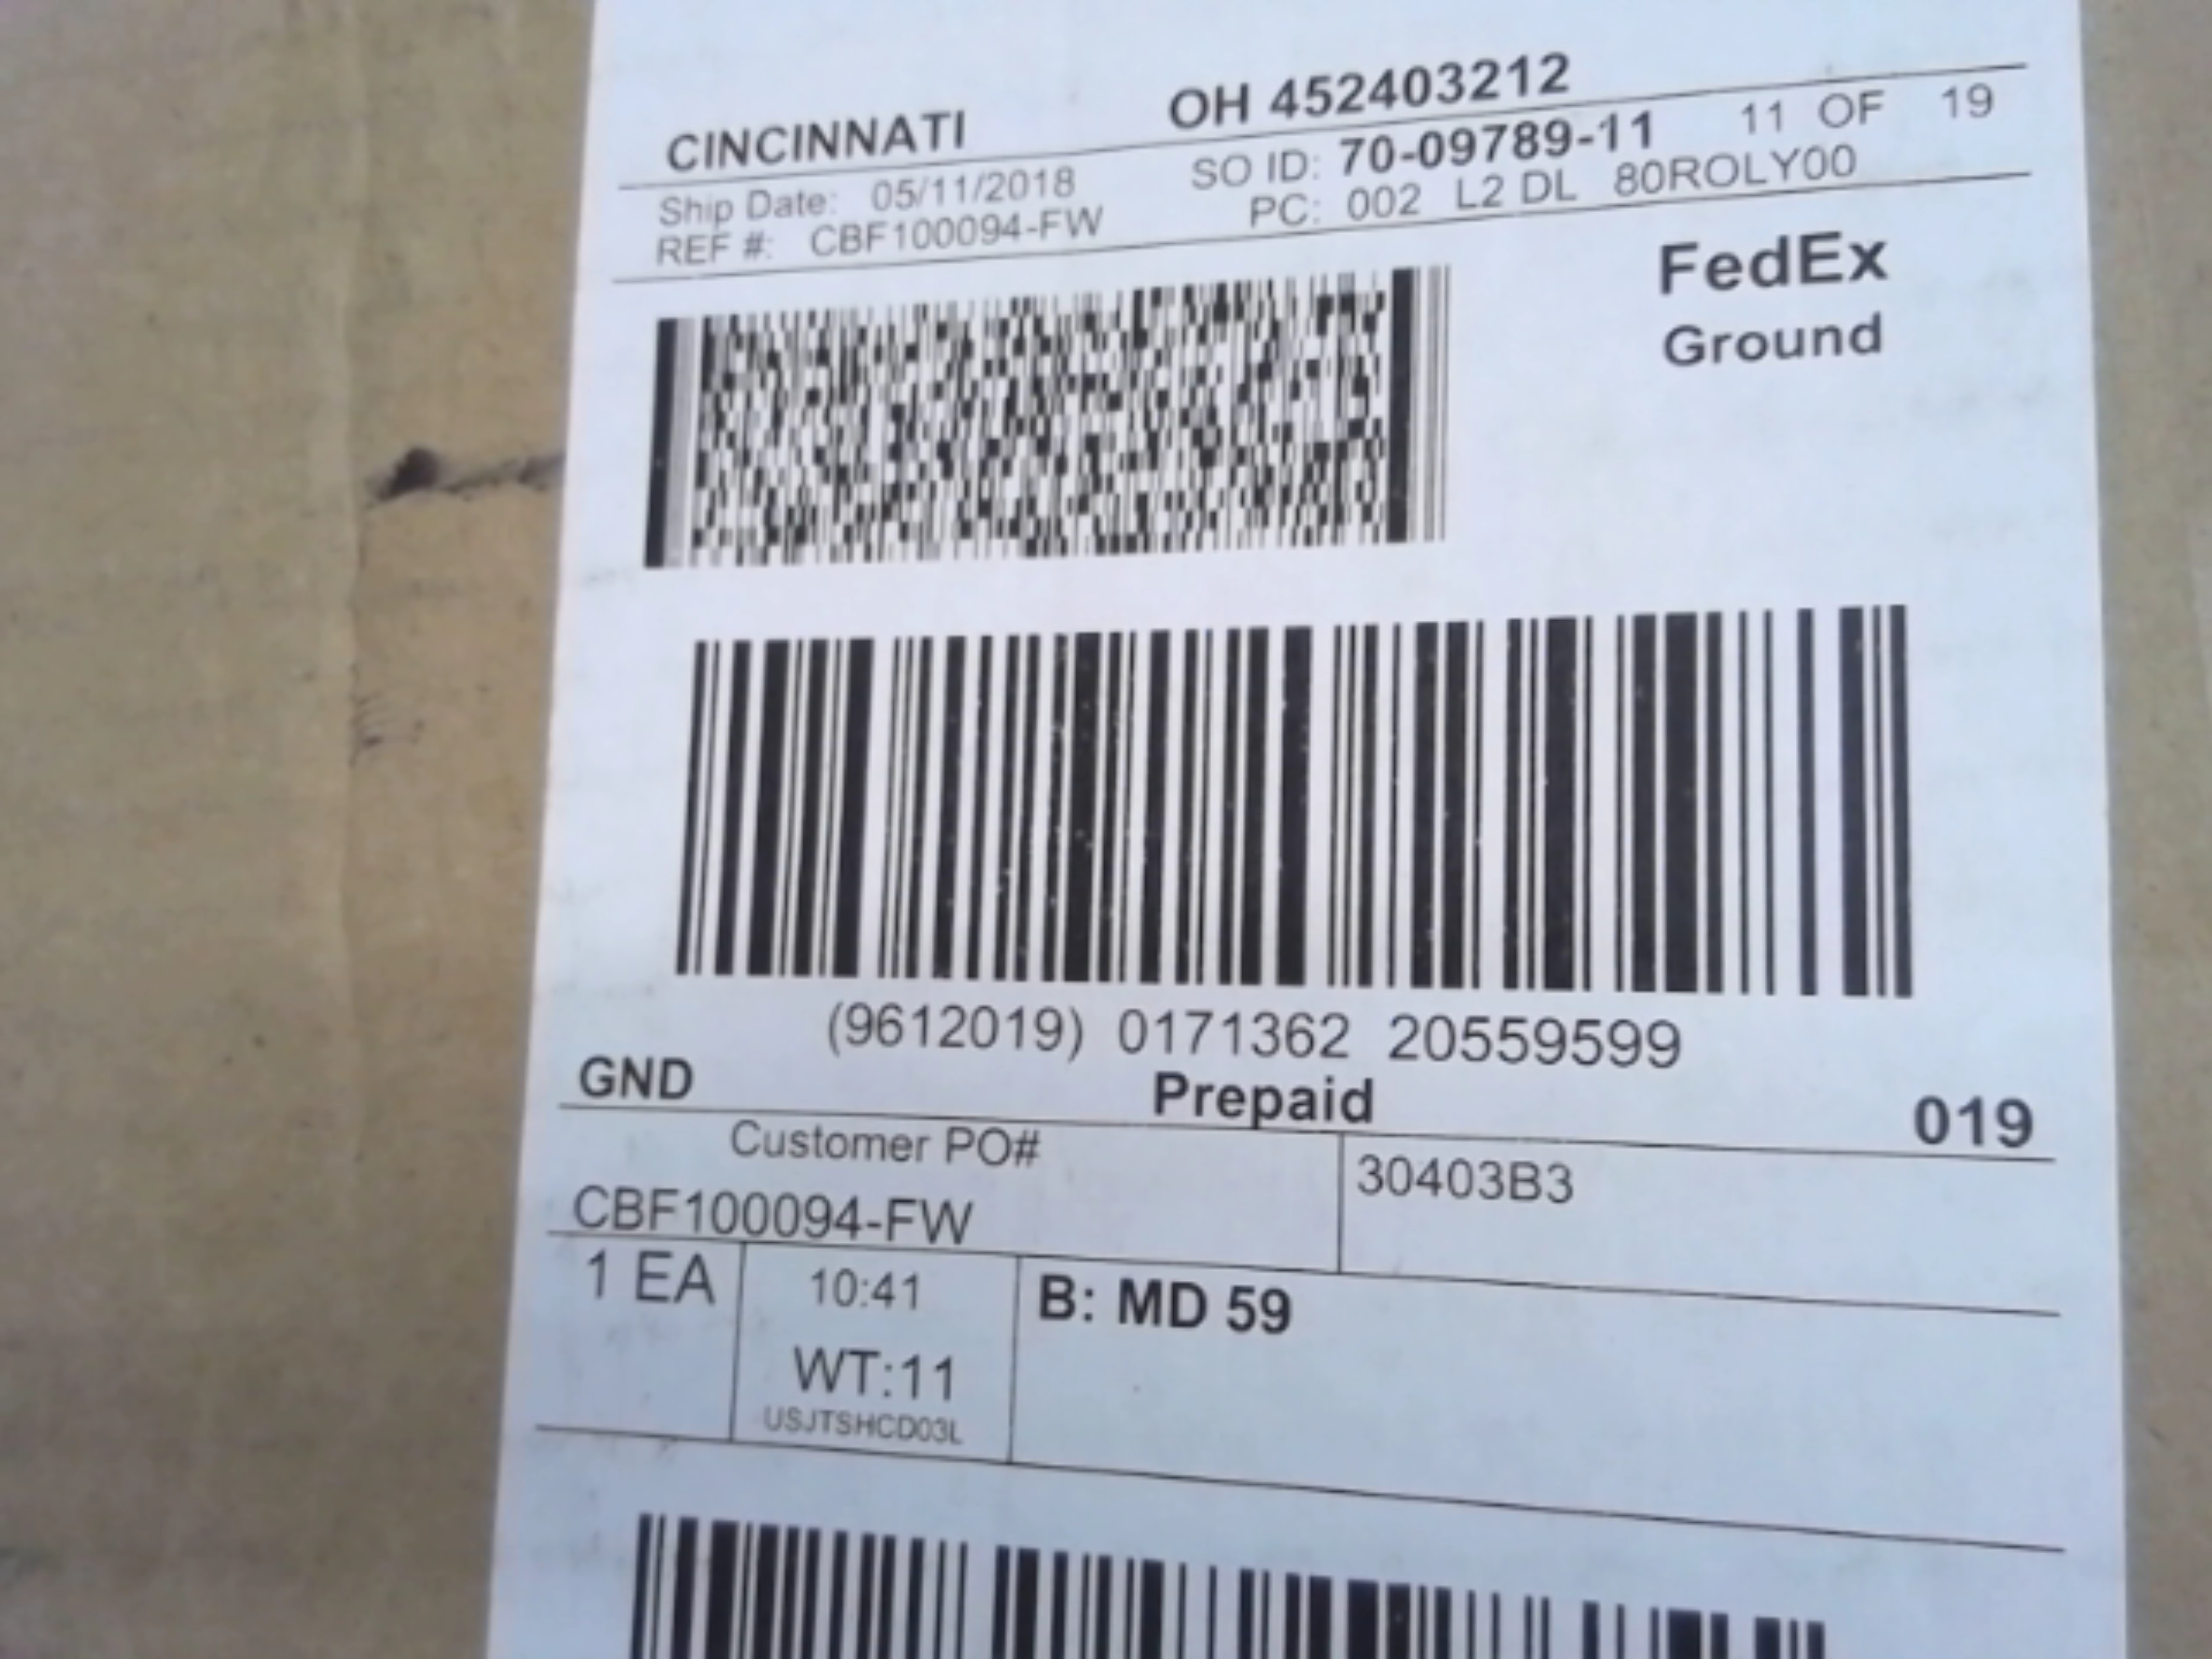 CINCINNATI OH 452403212
Ship Date: 05/11/2018 SO ID: 70-09789-11 11 OF 19
REF #: CBF100094-FW PC: 002 L2 DL 80ROLY00
FedEx
Ground
(9612019) 0171362 20559599
GND Prepaid 019
Customer PO#
CBF100094-FW
30403B3
1 EA
10:41
WT:11
USJTSHCD03L
B: MD 59